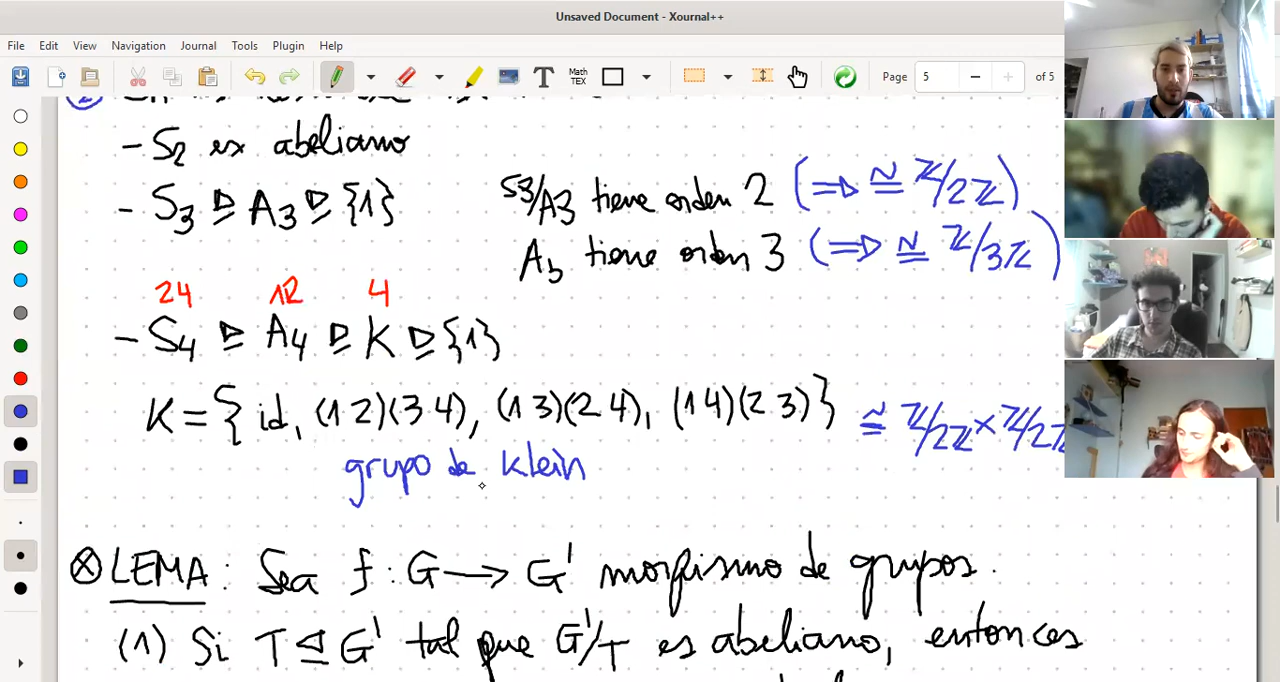 Unsaved Document - Xournal++
File Edit View Navigation Journal Tools Plugin Help
Math TEX Page 5 of 5
- S₂ es abeliano
- S₃ ⊵ A₃ ⊵ {1} S3/A3 tiene orden 2 (⟹ ≅ ℤ/2ℤ)
A₃ tiene orden 3 (⟹ ≅ ℤ/3ℤ)
24 12 4
- S₄ ⊵ A₄ ⊵ K ⊵ {1}
K = { id, (1 2)(3 4), (1 3)(2 4), (1 4)(2 3) } ≅ ℤ/2ℤ × ℤ/2ℤ
grupo de Klein
⊗ LEMA: Sea f : G ⟶ G' morfismo de grupos.
(1) Si T ⊴ G' tal que G'/T es abeliano, entonces